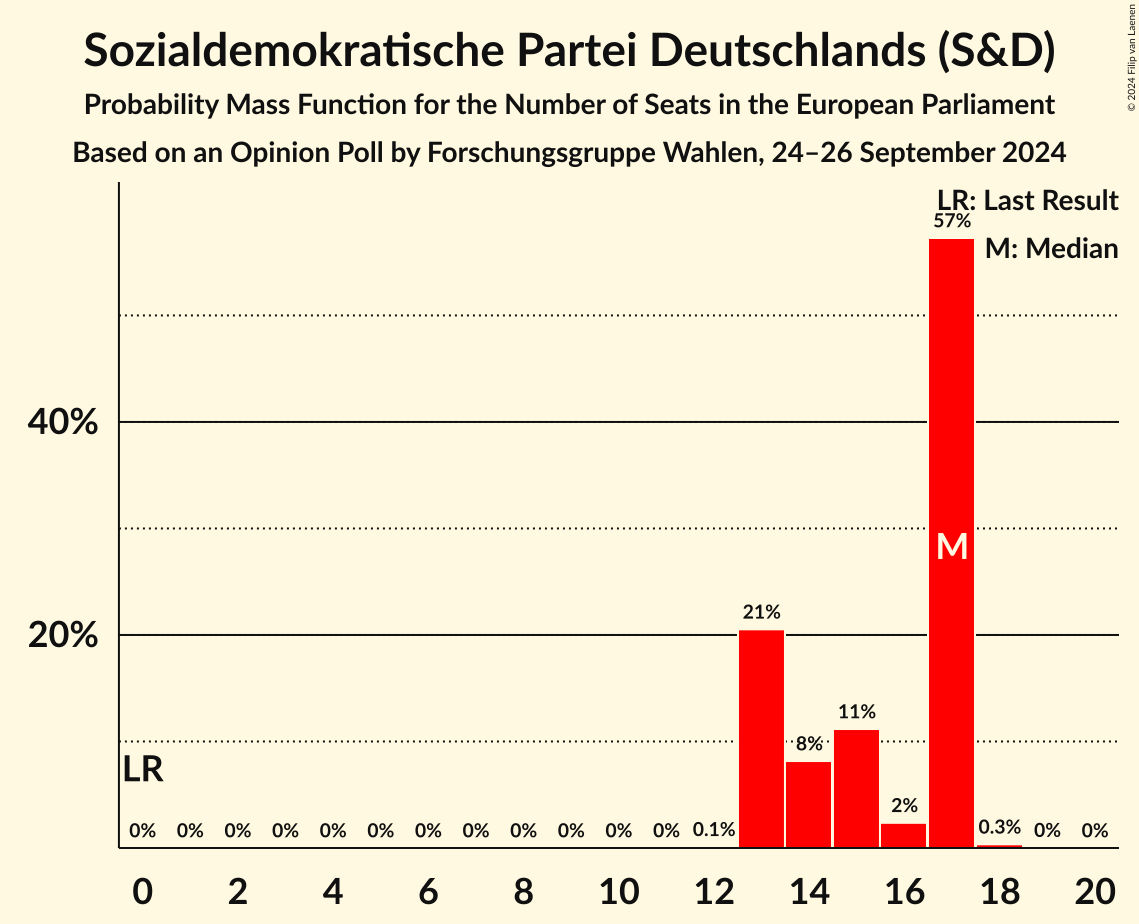 Sozialdemokratische Partei Deutschlands (S&D)
Probability Mass Function for the Number of Seats in the European Parliament
Based on an Opinion Poll by Forschungsgruppe Wahlen, 24–26 September 2024
© 2024 Filip van Laenen
LR: Last Result
M: Median
57%
40%
M
21%
20%
11%
8%
LR
2%
0% 0% 0% 0% 0% 0% 0% 0% 0% 0% 0% 0% 0.1% 0.3% 0% 0%
0 2 4 6 8 10 12 14 16 18 20